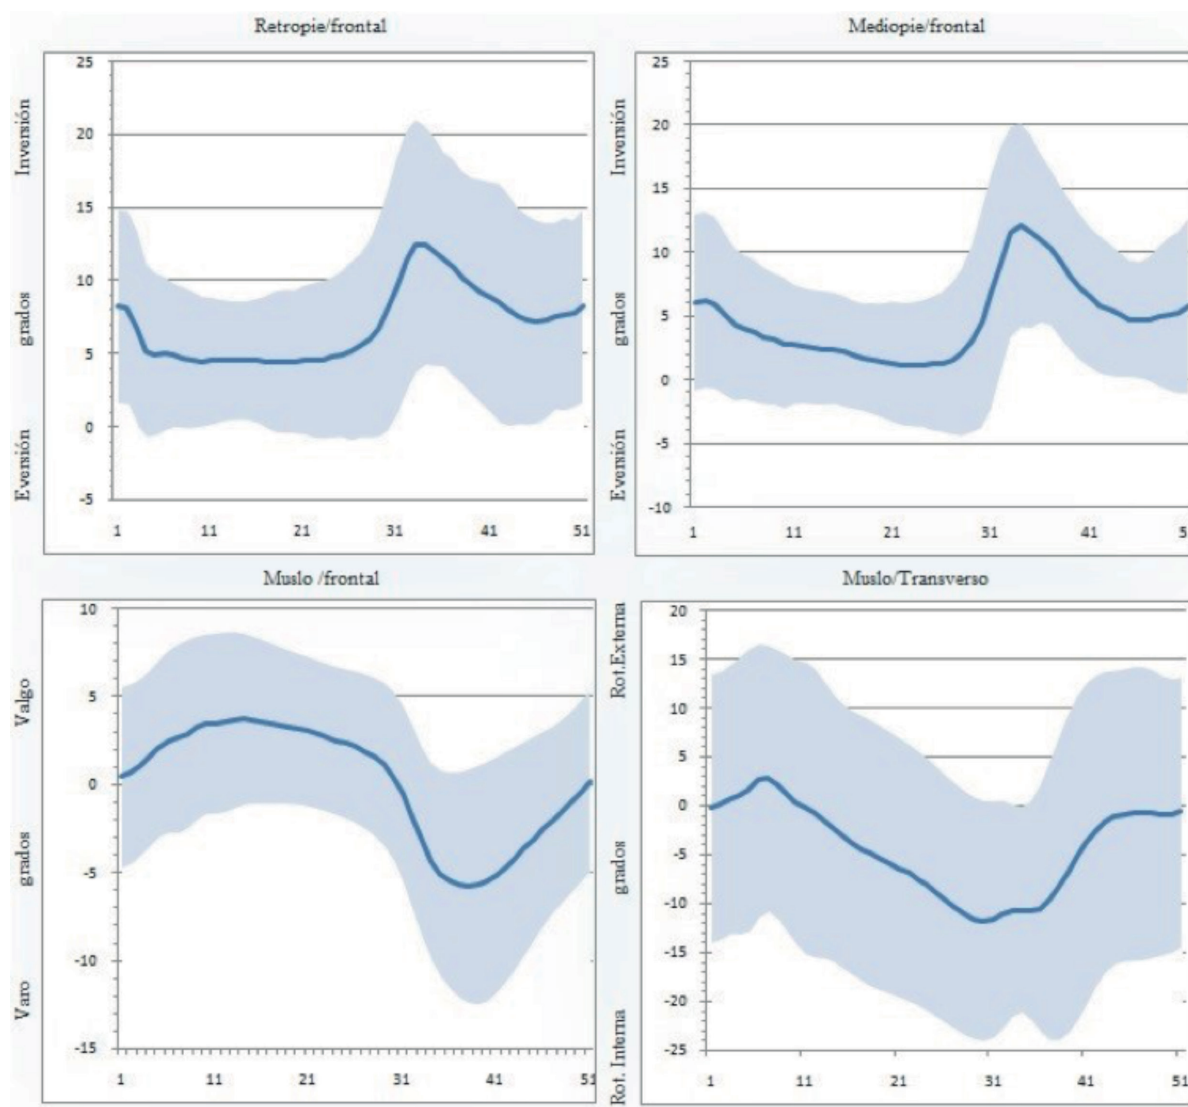 Retropie/frontal
Inversión
grados
Eversión
25
20
15
10
5
0
-5
1 11 21 31 41 51
Mediopie/frontal
Inversión
grados
Eversión
25
20
15
10
5
0
-5
-10
1 11 21 31 41 5
Muslo /frontal
Valgo
grados
Varo
10
5
0
-5
-10
-15
1 11 21 31 41 51
Muslo/Transverso
Rot.Externa
grados
Rot. Interna
20
15
10
5
0
-5
-10
-15
-20
-25
1 11 21 31 41 51